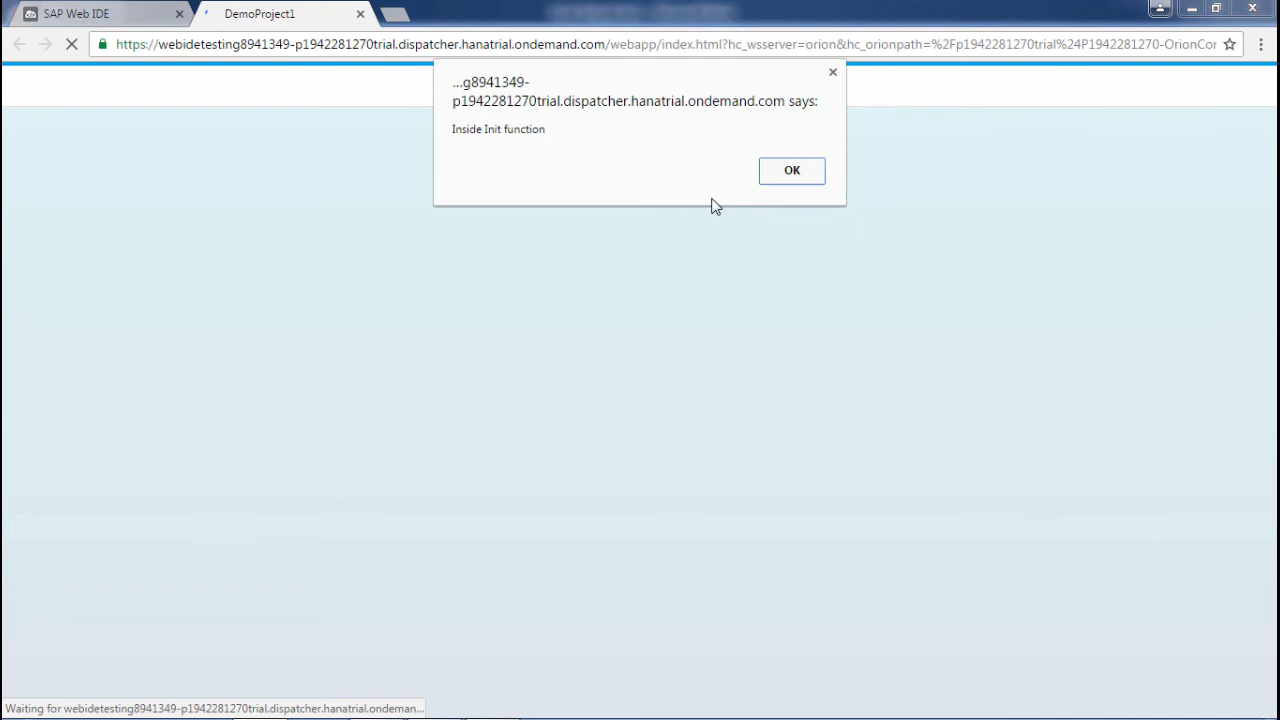 SAP Web IDE
DemoProject1
https://webidetesting8941349-p1942281270trial.dispatcher.hanatrial.ondemand.com/webapp/index.html?hc_wsserver=orion&hc_orionpath=%2Fp1942281270trial%24P1942281270-OrionCor
...g8941349-
p1942281270trial.dispatcher.hanatrial.ondemand.com says:
Inside Init function
OK
Waiting for webidetesting8941349-p1942281270trial.dispatcher.hanatrial.ondeman...